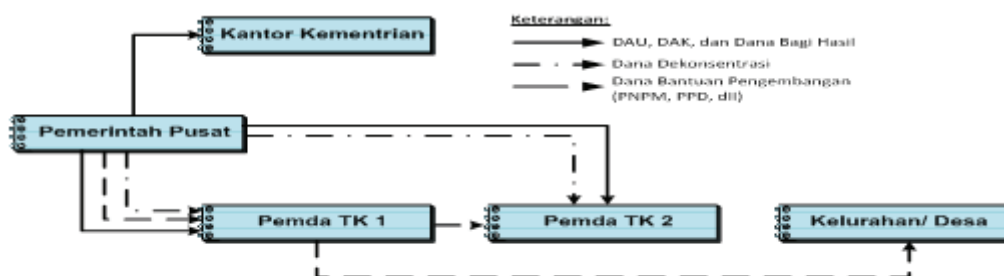 Keterangan:
Kantor Kementrian
DAU, DAK, dan Dana Bagi Hasil
Dana Dekonsentrasi
Dana Bantuan Pengembangan
(PNPM, PPD, dll)
Pemerintah Pusat
Pemda TK 1
Pemda TK 2
Kelurahan/ Desa